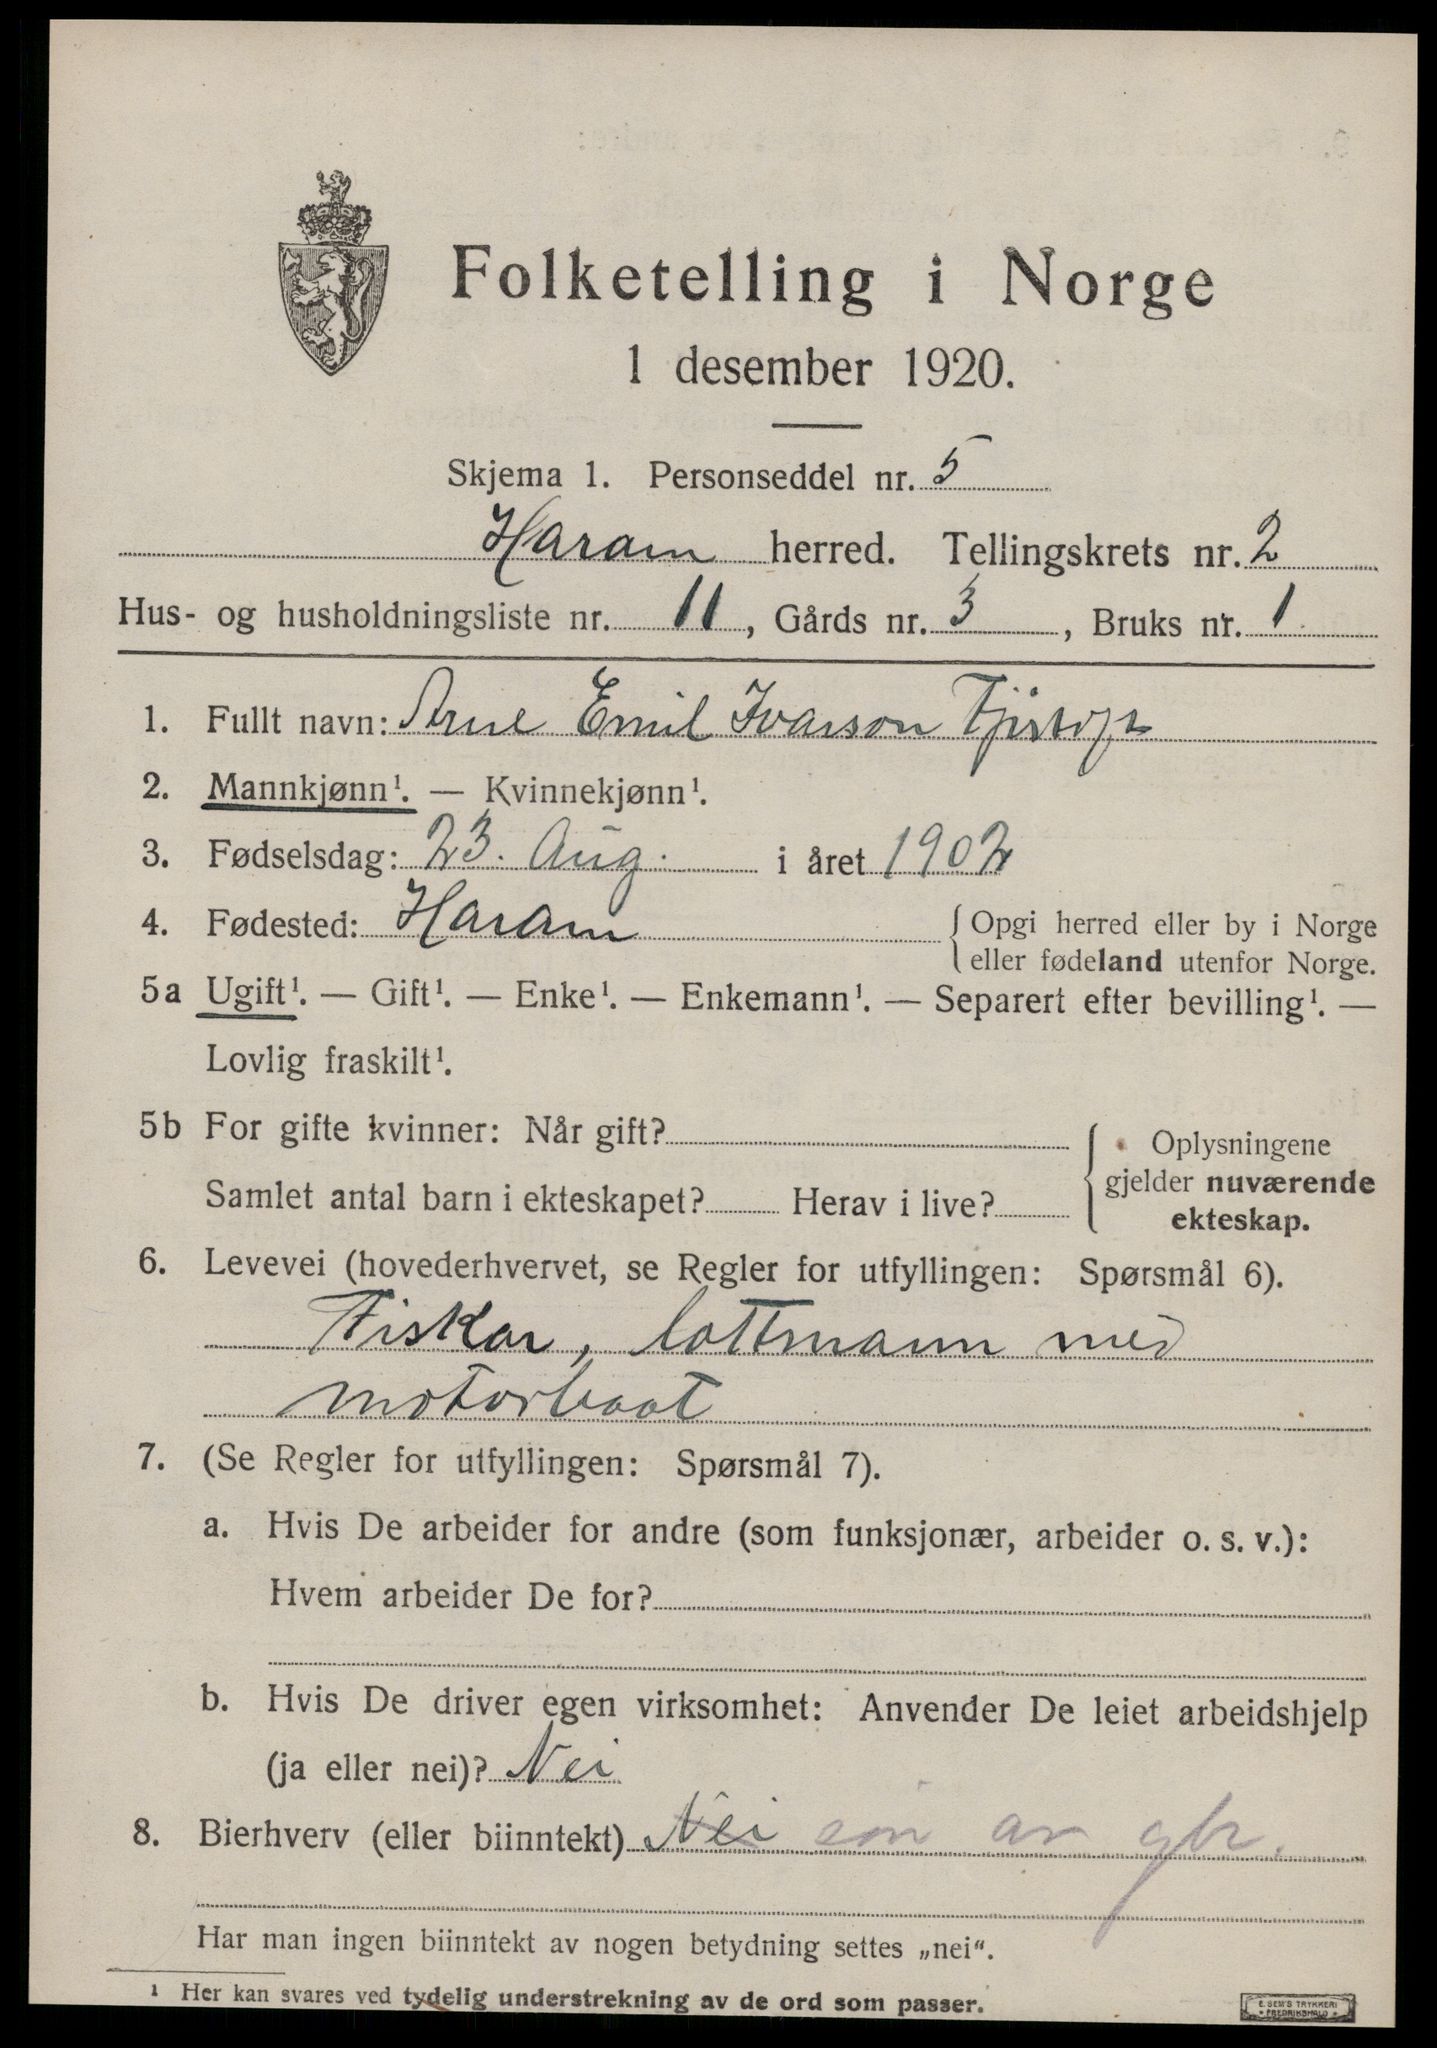 Folketelling i Norge
1 desember 1920.
Skjema 1. Personseddel nr. 5
Haram herred. Tellingskrets nr. 2
Hus- og husholdningsliste nr. 11, Gårds nr. 3, Bruks nr. 1
1. Fullt navn: Arne Emil Ivarson Fjørtoft
2. Mannkjønn¹. — Kvinnekjønn¹.
3. Fødselsdag: 23. Aug. i året 1902
4. Fødested: Haram { Opgi herred eller by i Norge
eller fødeland utenfor Norge.
5a Ugift¹. — Gift¹. — Enke¹. — Enkemann¹. — Separert efter bevilling¹. —
Lovlig fraskilt¹.
5b For gifte kvinner: Når gift?
Samlet antal barn i ekteskapet? Herav i live?
Oplysningene
gjelder nuværende
ekteskap.
6. Levevei (hovederhvervet, se Regler for utfyllingen: Spørsmål 6).
Fiskar, lottmann med
motorbaat
7. (Se Regler for utfyllingen: Spørsmål 7).
a. Hvis De arbeider for andre (som funksjonær, arbeider o. s. v.):
Hvem arbeider De for?
b. Hvis De driver egen virksomhet: Anvender De leiet arbeidshjelp
(ja eller nei)? Nei
8. Bierhverv (eller biinntekt) Nei søn av gbr.
Har man ingen biinntekt av nogen betydning settes „nei“.
¹ Her kan svares ved tydelig understrekning av de ord som passer.
E. SEM'S TRYKKERI
FREDRIKSHALD